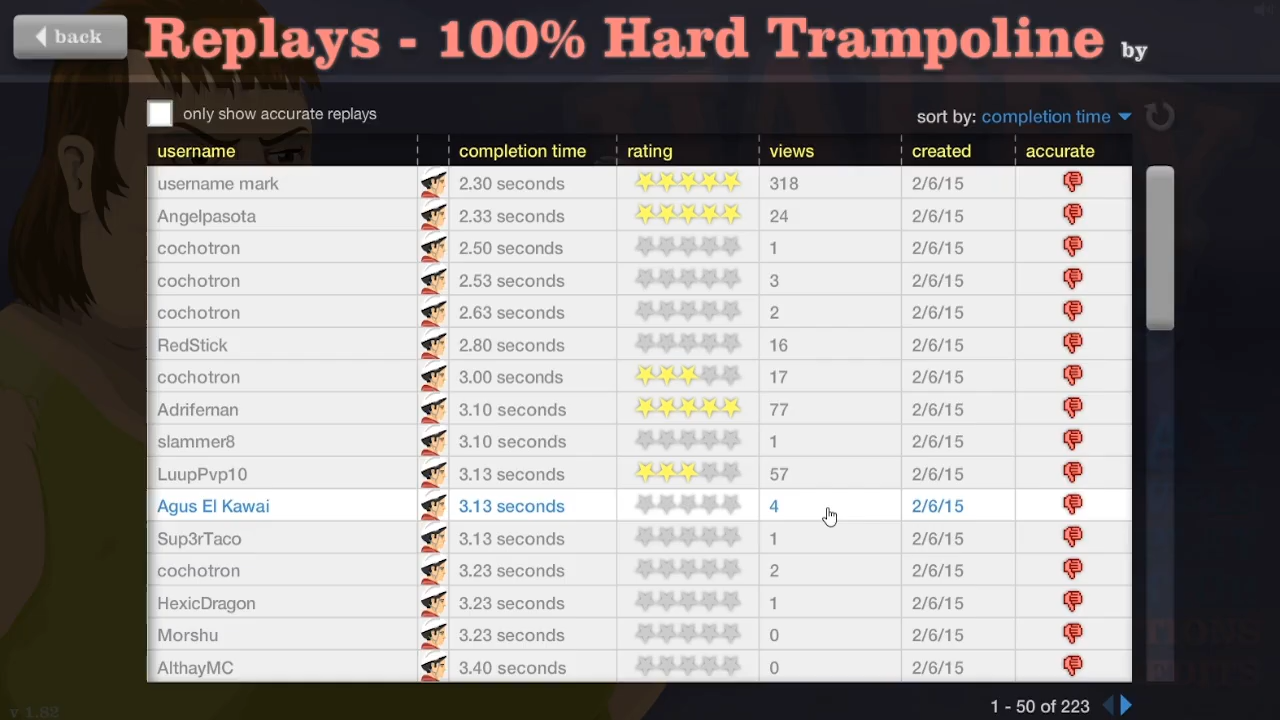 back
Replays - 100% Hard Trampoline by
only show accurate replays
sort by: completion time
username completion time rating views created accurate
username mark 2.30 seconds 318 2/6/15
Angelpasota 2.33 seconds 24 2/6/15
cochotron 2.50 seconds 1 2/6/15
cochotron 2.53 seconds 3 2/6/15
cochotron 2.63 seconds 2 2/6/15
RedStick 2.80 seconds 16 2/6/15
cochotron 3.00 seconds 17 2/6/15
Adrifernan 3.10 seconds 77 2/6/15
slammer8 3.10 seconds 1 2/6/15
LuupPvp10 3.13 seconds 57 2/6/15
Agus El Kawai 3.13 seconds 4 2/6/15
Sup3rTaco 3.13 seconds 1 2/6/15
cochotron 3.23 seconds 2 2/6/15
HexicDragon 3.23 seconds 1 2/6/15
Morshu 3.23 seconds 0 2/6/15
AlthayMC 3.40 seconds 0 2/6/15
1 - 50 of 223
v 1.82